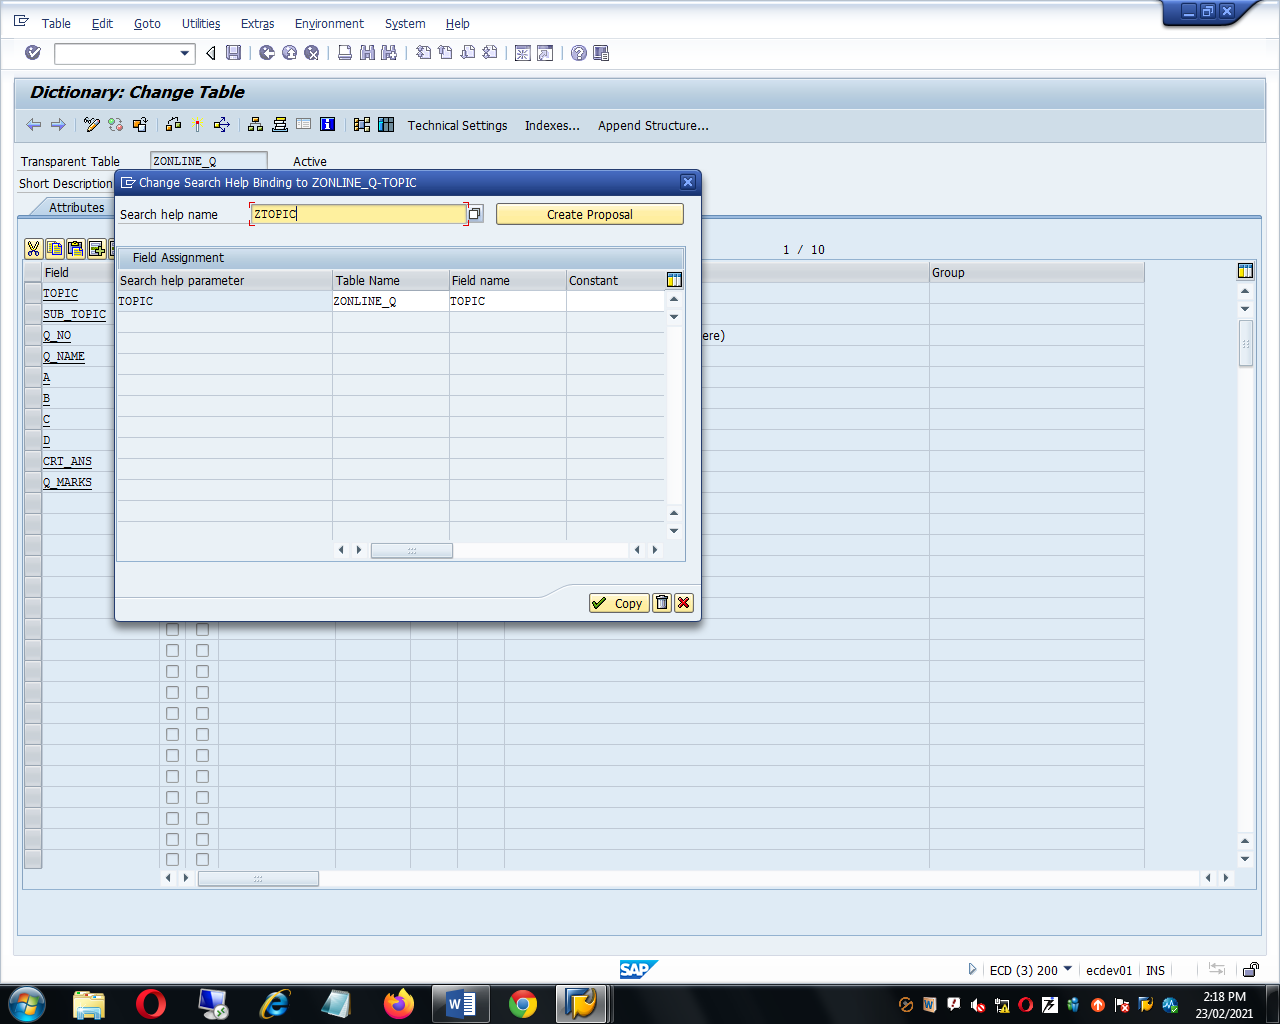 Table Edit Goto Utilities Extras Environment System Help
Dictionary: Change Table
Technical Settings Indexes... Append Structure...
Transparent Table ZONLINE_Q Active
Short Description
Attributes
Change Search Help Binding to ZONLINE_Q-TOPIC
Search help name ZTOPIC Create Proposal
1 / 10
Field Assignment
Search help parameter Table Name Field name Constant
TOPIC ZONLINE_Q TOPIC
Copy
Field Group
TOPIC
SUB_TOPIC
Q_NO ere)
Q_NAME
A
B
C
D
CRT_ANS
Q_MARKS
SAP
ECD (3) 200 ecdev01 INS
2:18 PM
23/02/2021